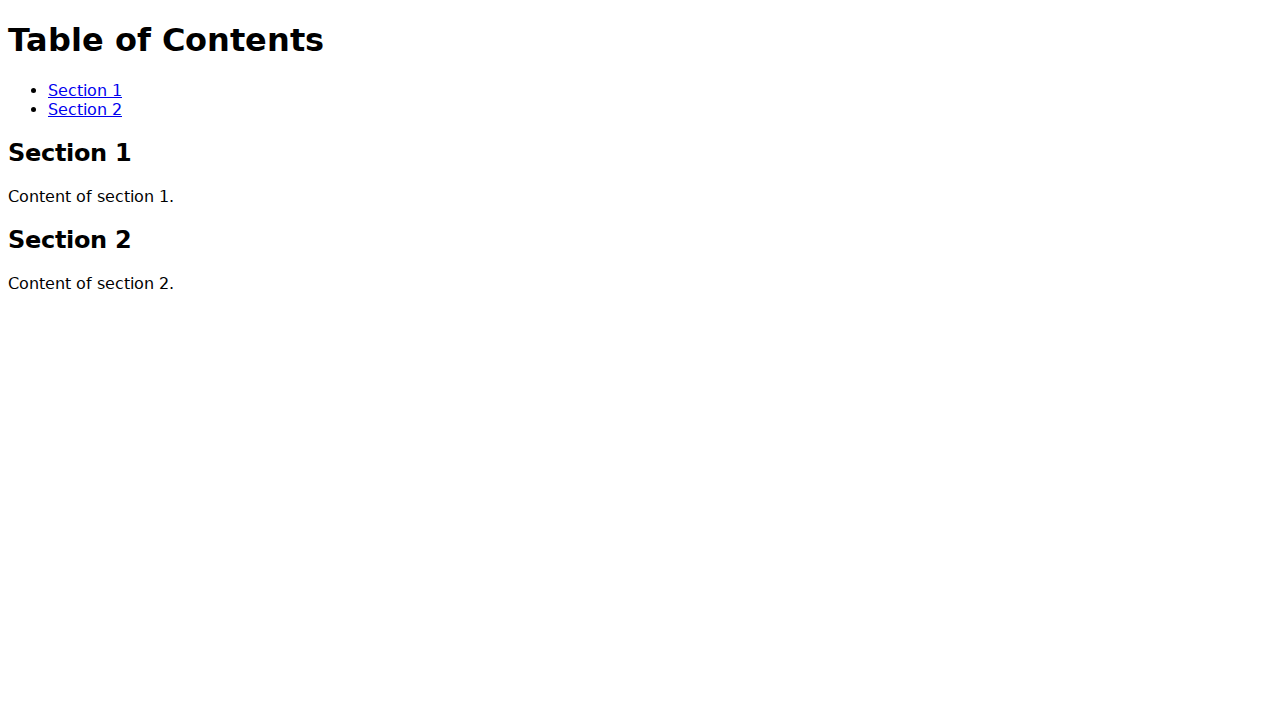 Table of Contents
Section 1
Section 2
Section 1
Content of section 1.
Section 2
Content of section 2.